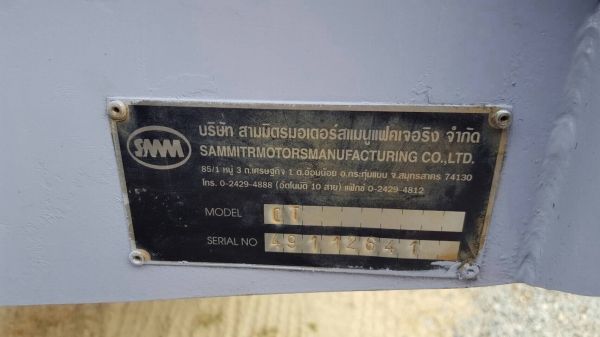 SMM
บริษัท สามมิตรมอเตอร์สแมนูแฟคเจอริง จำกัด
SAMMITRMOTORSMANUFACTURING CO.,LTD.
85/1 หมู่ 3 ถ.เศรษฐกิจ 1 ต.อ้อมน้อย อ.กระทุ่มแบน จ.สมุทรสาคร 74130
โทร. 0-2429-4888 (อัตโนมัติ 10 สาย) แฟ็กซ์ 0-2429-4812
MODEL CT
SERIAL NO 49112641